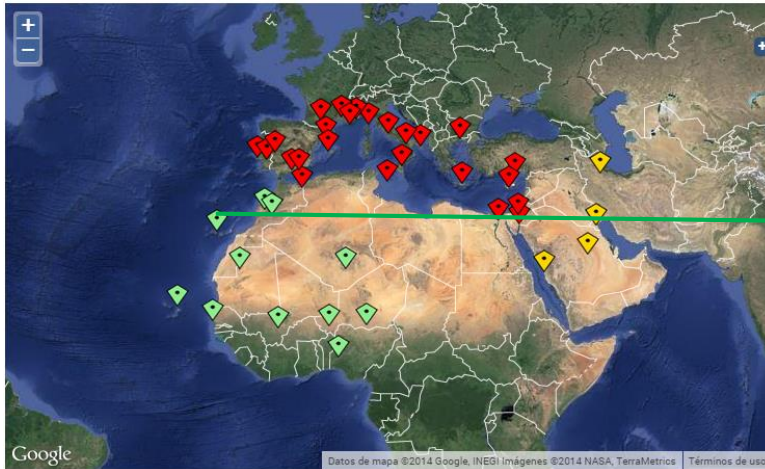 +
−
+
Google
Datos de mapa ©2014 Google, INEGI Imágenes ©2014 NASA, TerraMetrics
Términos de uso